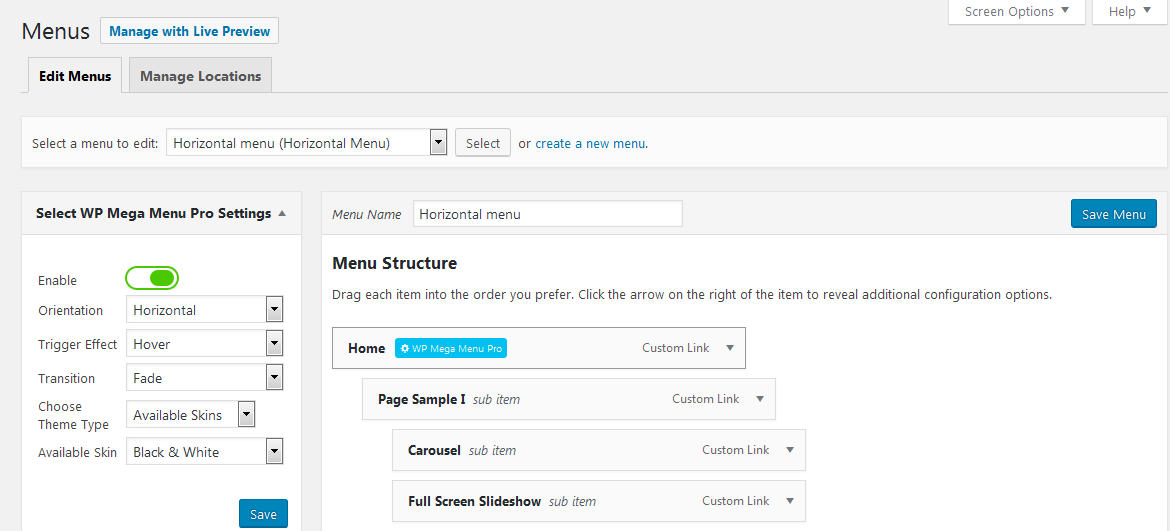 Menus Manage with Live Preview
Screen Options Help
Edit Menus Manage Locations
Select a menu to edit: Horizontal menu (Horizontal Menu) Select or create a new menu.
Select WP Mega Menu Pro Settings
Enable
Orientation Horizontal
Trigger Effect Hover
Transition Fade
Choose
Theme Type Available Skins
Available Skin Black & White
Save
Menu Name Horizontal menu Save Menu
Menu Structure
Drag each item into the order you prefer. Click the arrow on the right of the item to reveal additional configuration options.
Home WP Mega Menu Pro Custom Link
Page Sample I sub item Custom Link
Carousel sub item Custom Link
Full Screen Slideshow sub item Custom Link